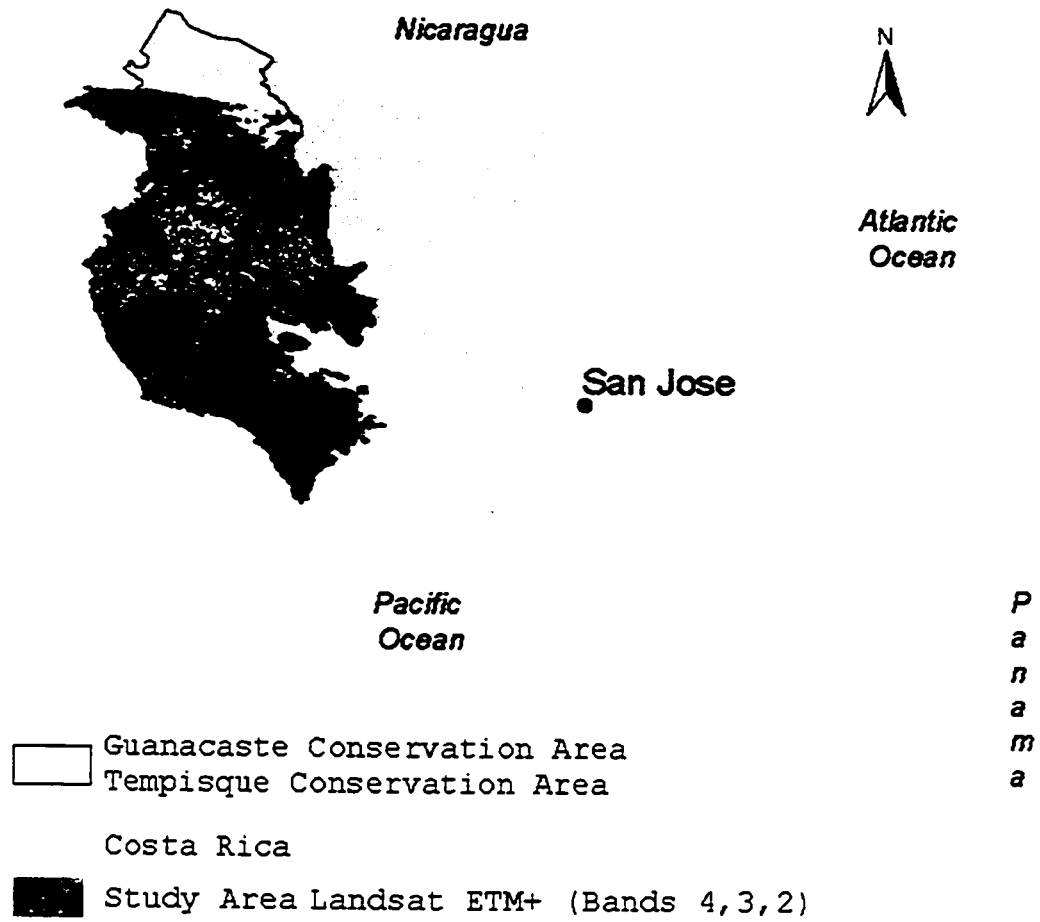 Nicaragua
N
Atlantic
Ocean
San Jose
Pacific
Ocean
P
a
n
a
m
a
Guanacaste Conservation Area
Tempisque Conservation Area
Costa Rica
Study Area Landsat ETM+ (Bands 4,3,2)